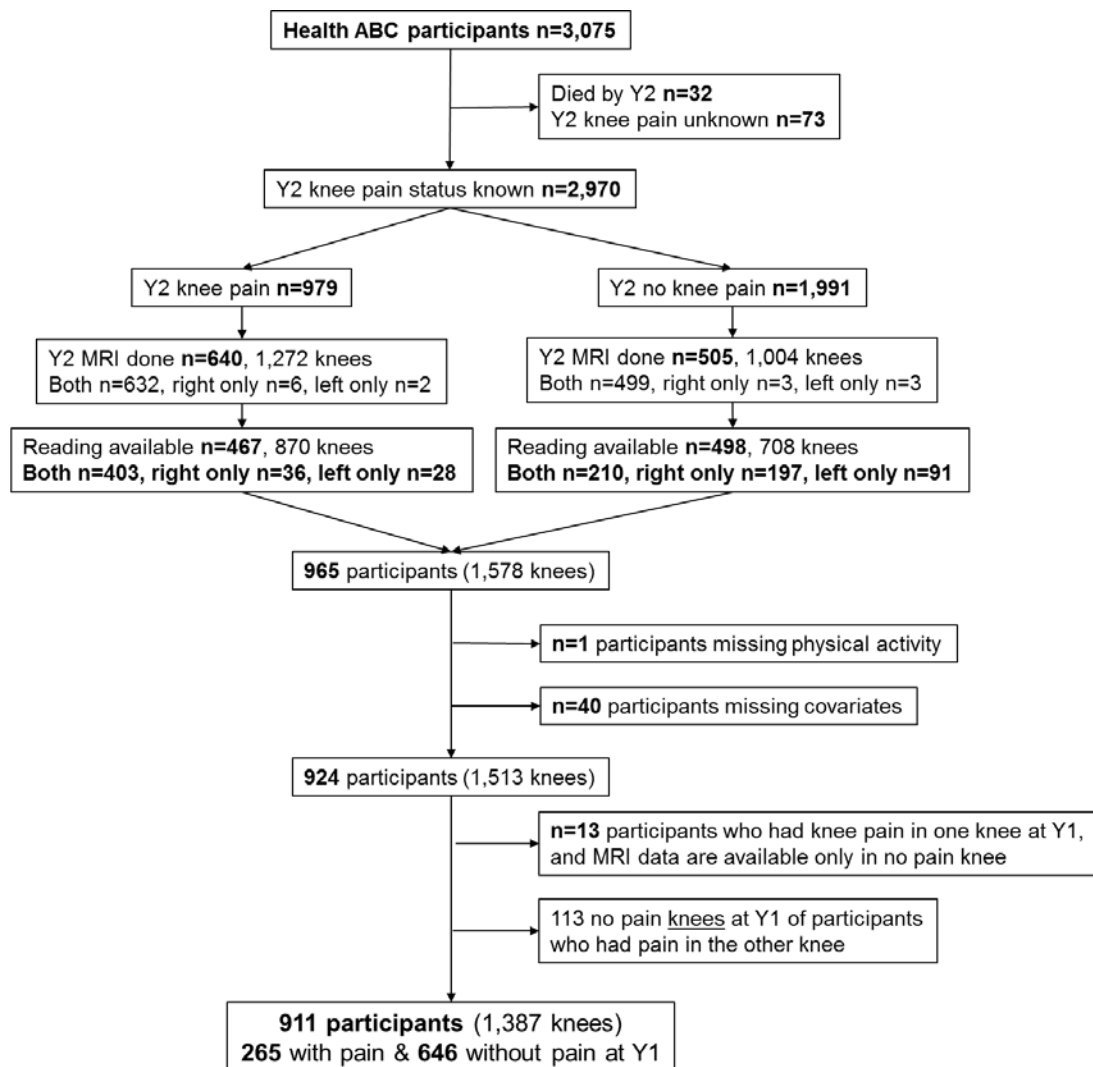 Health ABC participants n=3,075
Died by Y2 n=32
Y2 knee pain unknown n=73
Y2 knee pain status known n=2,970
Y2 knee pain n=979
Y2 no knee pain n=1,991
Y2 MRI done n=640, 1,272 knees
Both n=632, right only n=6, left only n=2
Y2 MRI done n=505, 1,004 knees
Both n=499, right only n=3, left only n=3
Reading available n=467, 870 knees
Both n=403, right only n=36, left only n=28
Reading available n=498, 708 knees
Both n=210, right only n=197, left only n=91
965 participants (1,578 knees)
n=1 participants missing physical activity
n=40 participants missing covariates
924 participants (1,513 knees)
n=13 participants who had knee pain in one knee at Y1,
and MRI data are available only in no pain knee
113 no pain knees at Y1 of participants
who had pain in the other knee
911 participants (1,387 knees)
265 with pain & 646 without pain at Y1